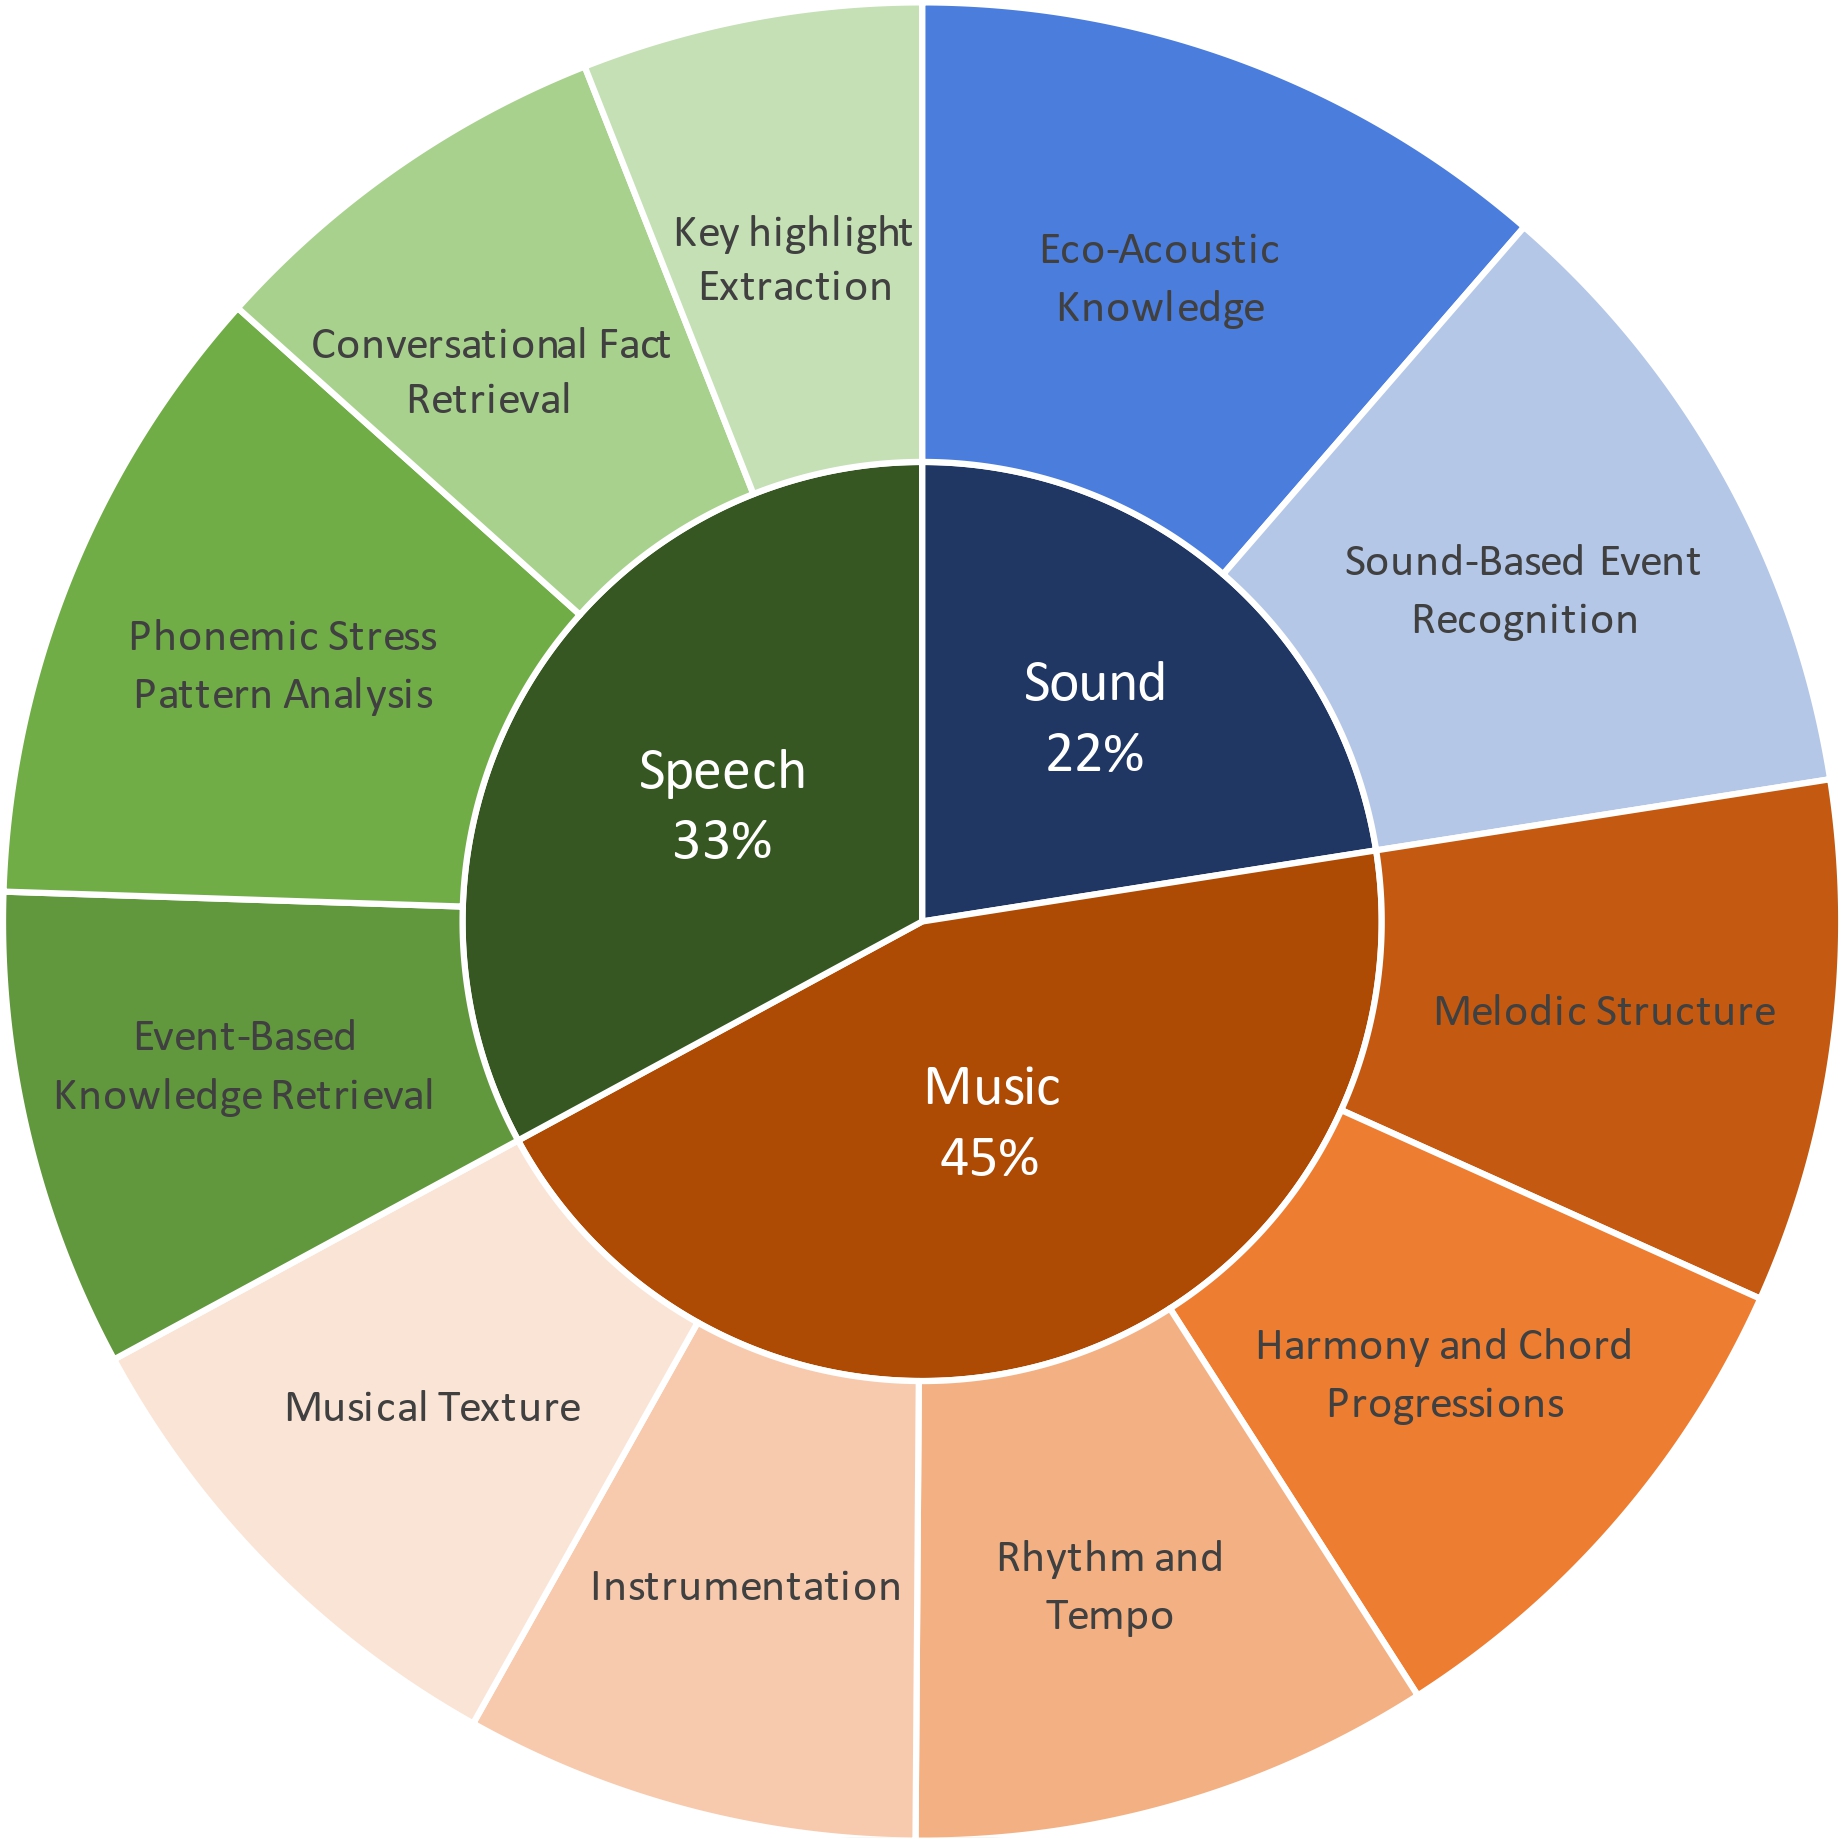 Key highlight
Extraction
Eco-Acoustic
Knowledge
Conversational Fact
Retrieval
Sound-Based Event
Recognition
Phonemic Stress
Pattern Analysis
Sound
22%
Speech
33%
Melodic Structure
Event-Based
Knowledge Retrieval
Music
45%
Harmony and Chord
Progressions
Musical Texture
Rhythm and
Tempo
Instrumentation